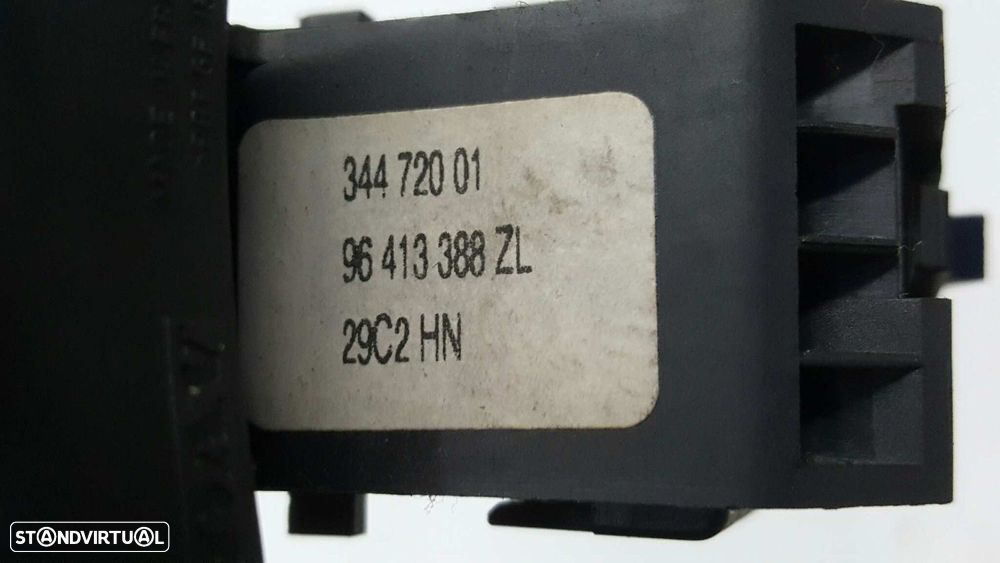 344 720 01
96 413 388 ZL
29C2 HN
STANDVIRTUAL